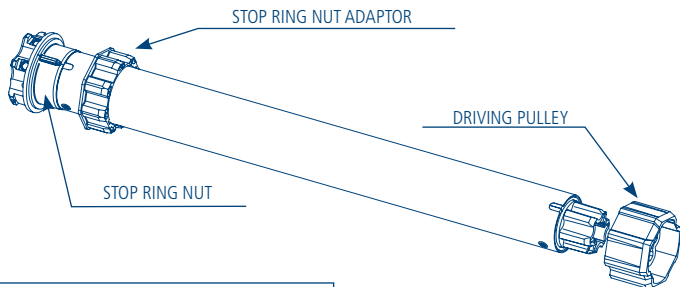 STOP RING NUT ADAPTOR
DRIVING PULLEY
STOP RING NUT